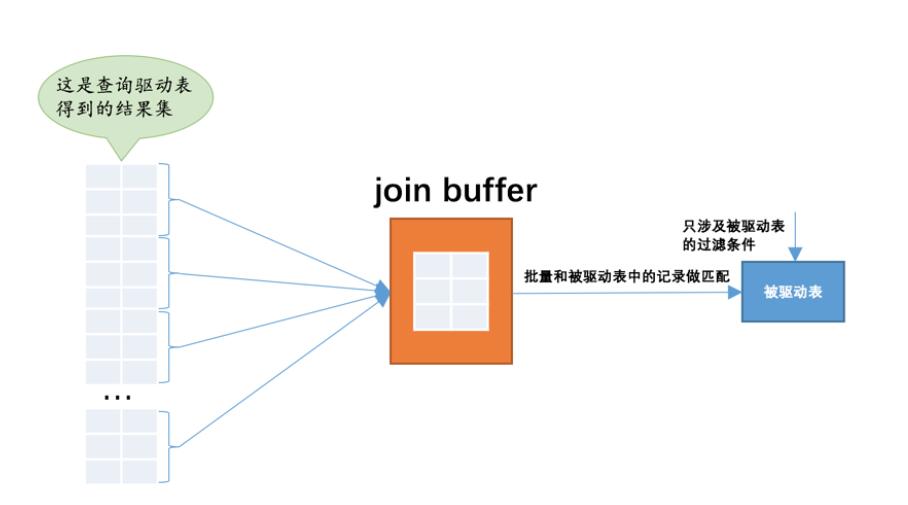 这是查询驱动表
得到的结果集
join buffer
只涉及被驱动表
的过滤条件
批量和被驱动表中的记录做匹配
被驱动表
...